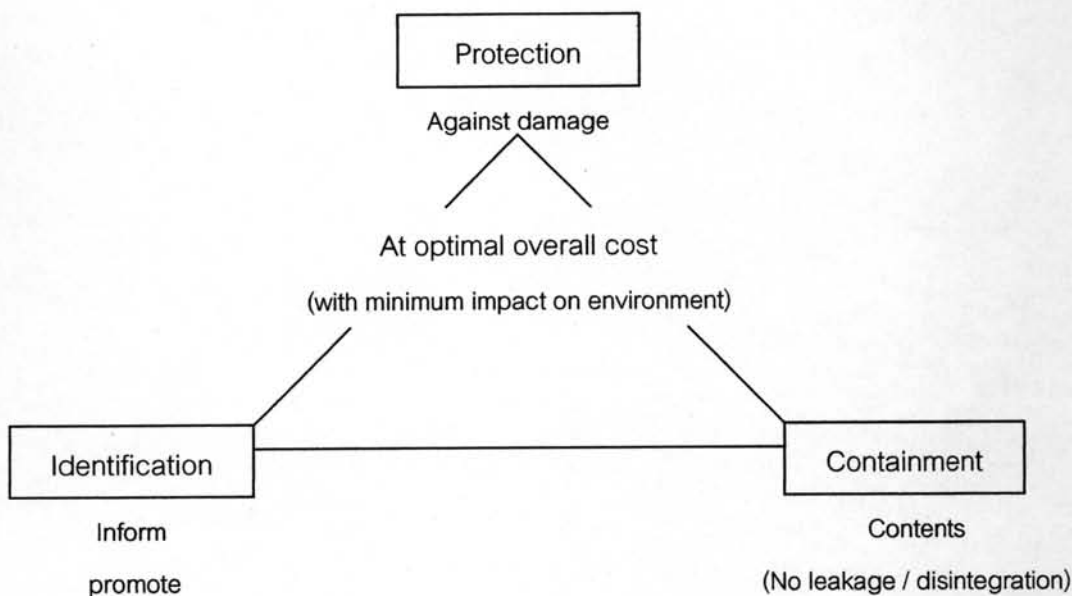 Protection
Against damage
At optimal overall cost
(with minimum impact on environment)
Identification
Containment
Inform
Contents
promote
(No leakage / disintegration)